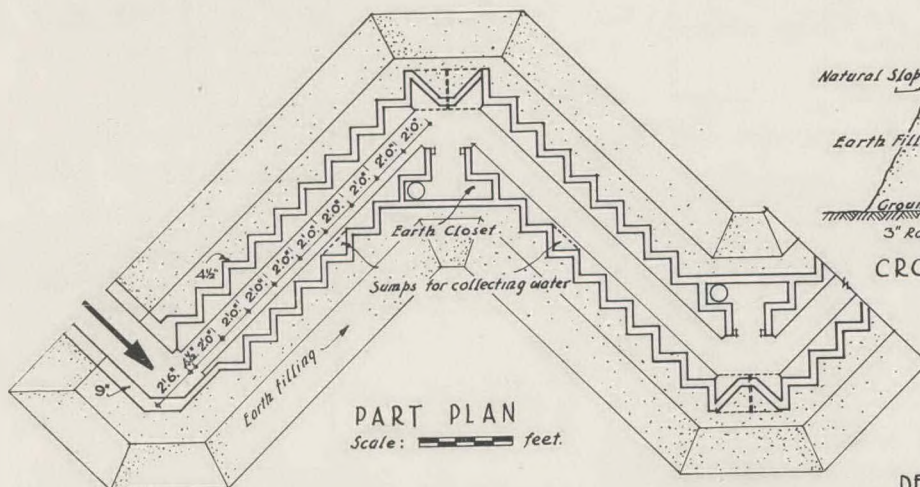 Natural Slop
Earth Fill
Groun
3" Ro
CRO
2'0"
2'0"
2'0"
2'0"
2'0"
2'0"
2'0"
2'0"
2'0"
4½"
2'6"
4½"
9"
Earth Closet
Sumps for collecting water
Earth filling
PART PLAN
Scale: feet.
DE